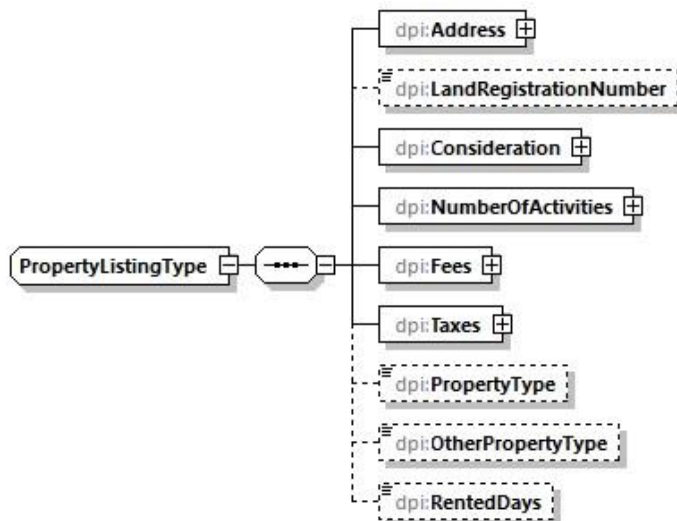 dpi:Address
dpi:LandRegistrationNumber
dpi:Consideration
dpi:NumberOfActivities
PropertyListingType
dpi:Fees
dpi:Taxes
dpi:PropertyType
dpi:OtherPropertyType
dpi:RentedDays